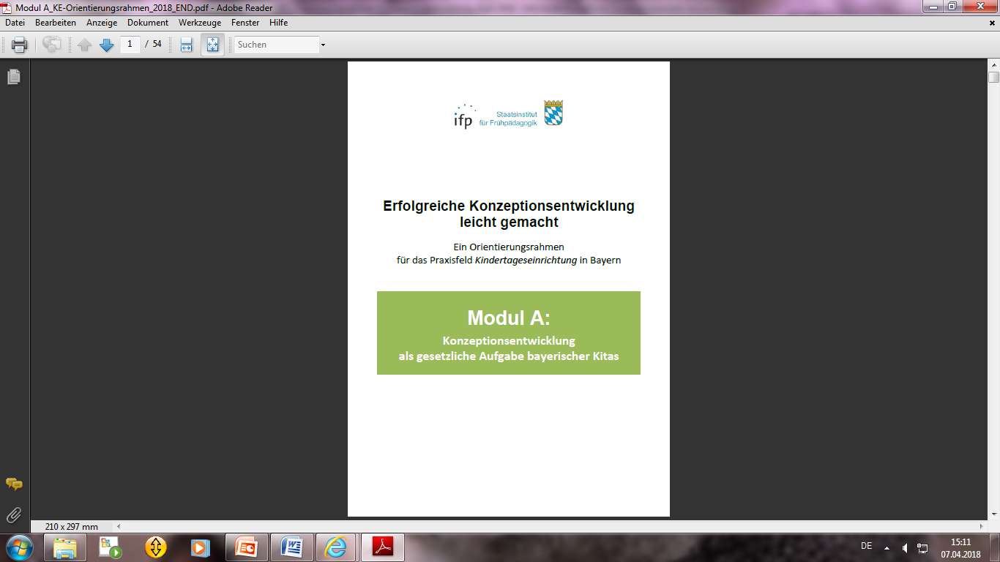 Modul A_KE-Orientierungsrahmen_2018_END.pdf - Adobe Reader
Datei Bearbeiten Anzeige Dokument Werkzeuge Fenster Hilfe
1 / 54 Suchen
ifp
Staatsinstitut
für Frühpädagogik
Erfolgreiche Konzeptionsentwicklung
leicht gemacht
Ein Orientierungsrahmen
für das Praxisfeld Kindertageseinrichtung in Bayern
Modul A:
Konzeptionsentwicklung
als gesetzliche Aufgabe bayerischer Kitas
210 x 297 mm
DE
15:11
07.04.2018